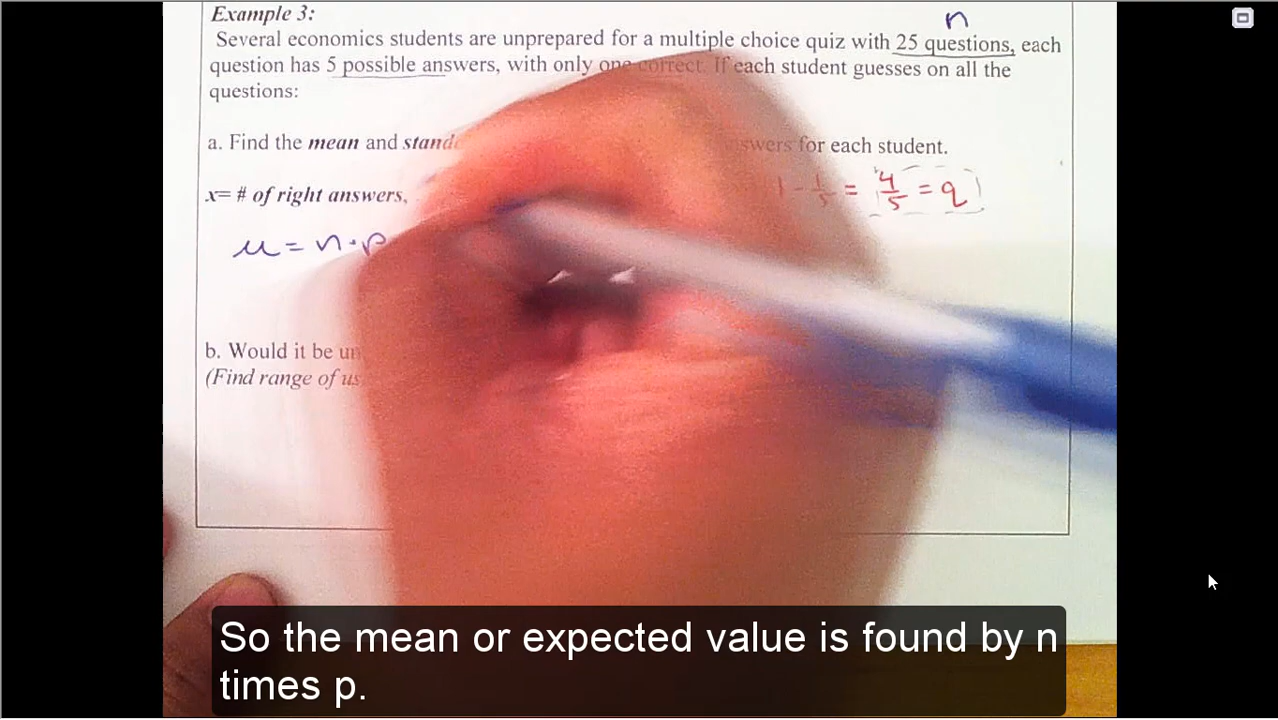 Example 3:
n
Several economics students are unprepared for a multiple choice quiz with 25 questions, each
question has 5 possible answers, with only one correct. If each student guesses on all the
questions:
a. Find the mean and stand answers for each student.
x= # of right answers, 1 - 1/5 = 4/5 = q
μ = n · p
b. Would it be un
(Find range of us
So the mean or expected value is found by n
times p.